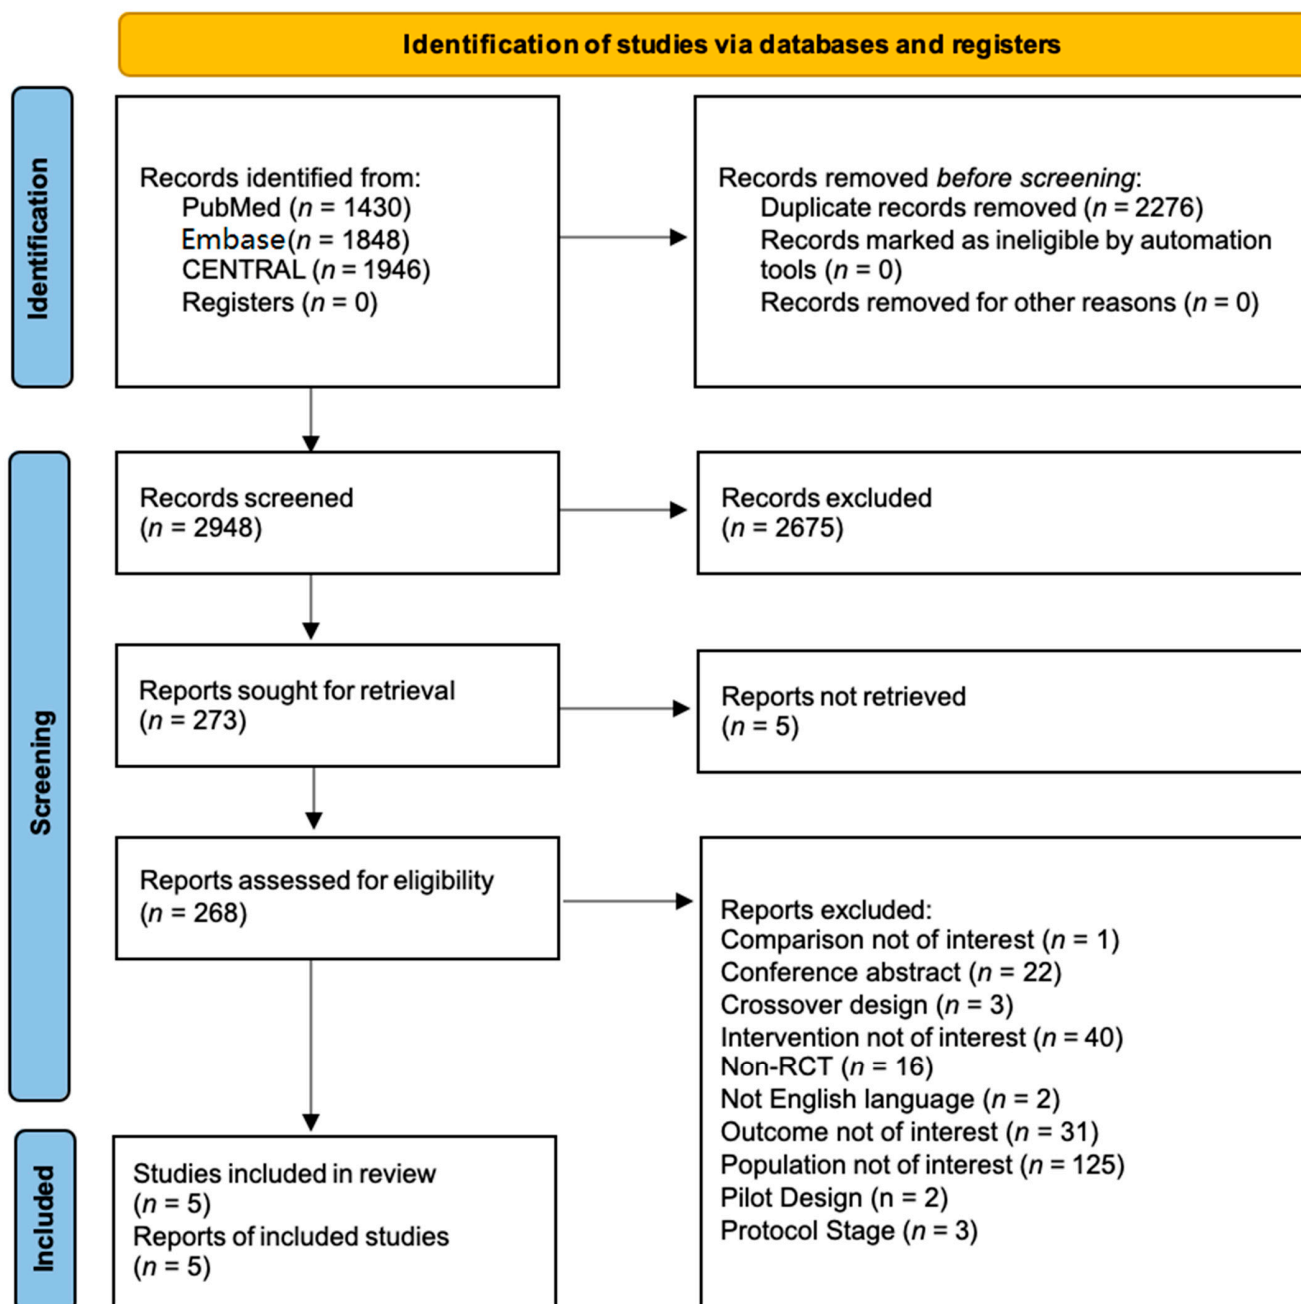 Identification of studies via databases and registers
Identification
Records identified from:
PubMed (n = 1430)
Embase(n = 1848)
CENTRAL (n = 1946)
Registers (n = 0)
Records removed before screening:
Duplicate records removed (n = 2276)
Records marked as ineligible by automation
tools (n = 0)
Records removed for other reasons (n = 0)
Screening
Records screened
(n = 2948)
Records excluded
(n = 2675)
Reports sought for retrieval
(n = 273)
Reports not retrieved
(n = 5)
Reports assessed for eligibility
(n = 268)
Reports excluded:
Comparison not of interest (n = 1)
Conference abstract (n = 22)
Crossover design (n = 3)
Intervention not of interest (n = 40)
Non-RCT (n = 16)
Not English language (n = 2)
Outcome not of interest (n = 31)
Population not of interest (n = 125)
Pilot Design (n = 2)
Protocol Stage (n = 3)
Included
Studies included in review
(n = 5)
Reports of included studies
(n = 5)